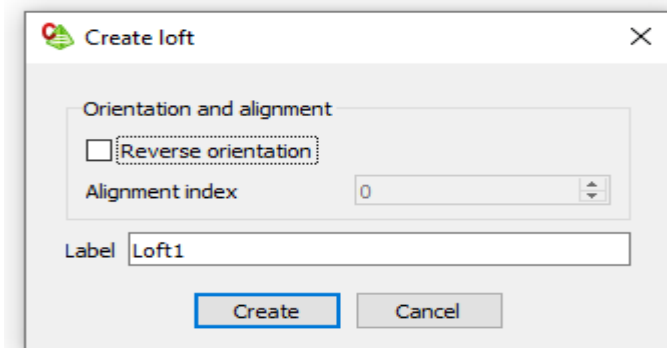 Create loft
Orientation and alignment
Reverse orientation
Alignment index 0
Label Loft1
Create Cancel